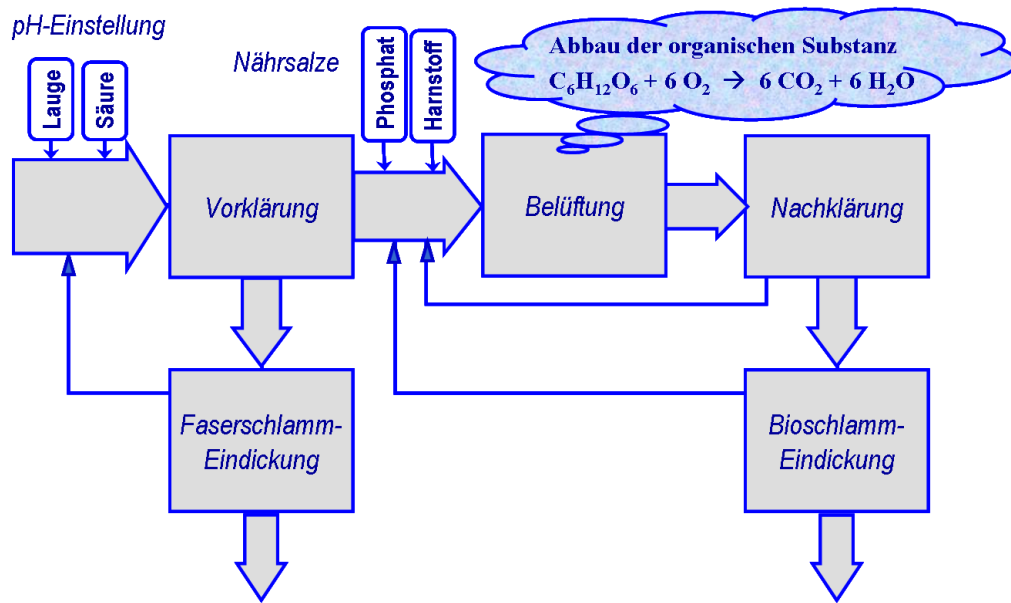 pH-Einstellung
Lauge
Säure
Nährsalze
Phosphat
Harnstoff
Abbau der organischen Substanz
C₆H₁₂O₆ + 6 O₂ → 6 CO₂ + 6 H₂O
Vorklärung
Belüftung
Nachklärung
Faserschlamm-
Eindickung
Bioschlamm-
Eindickung